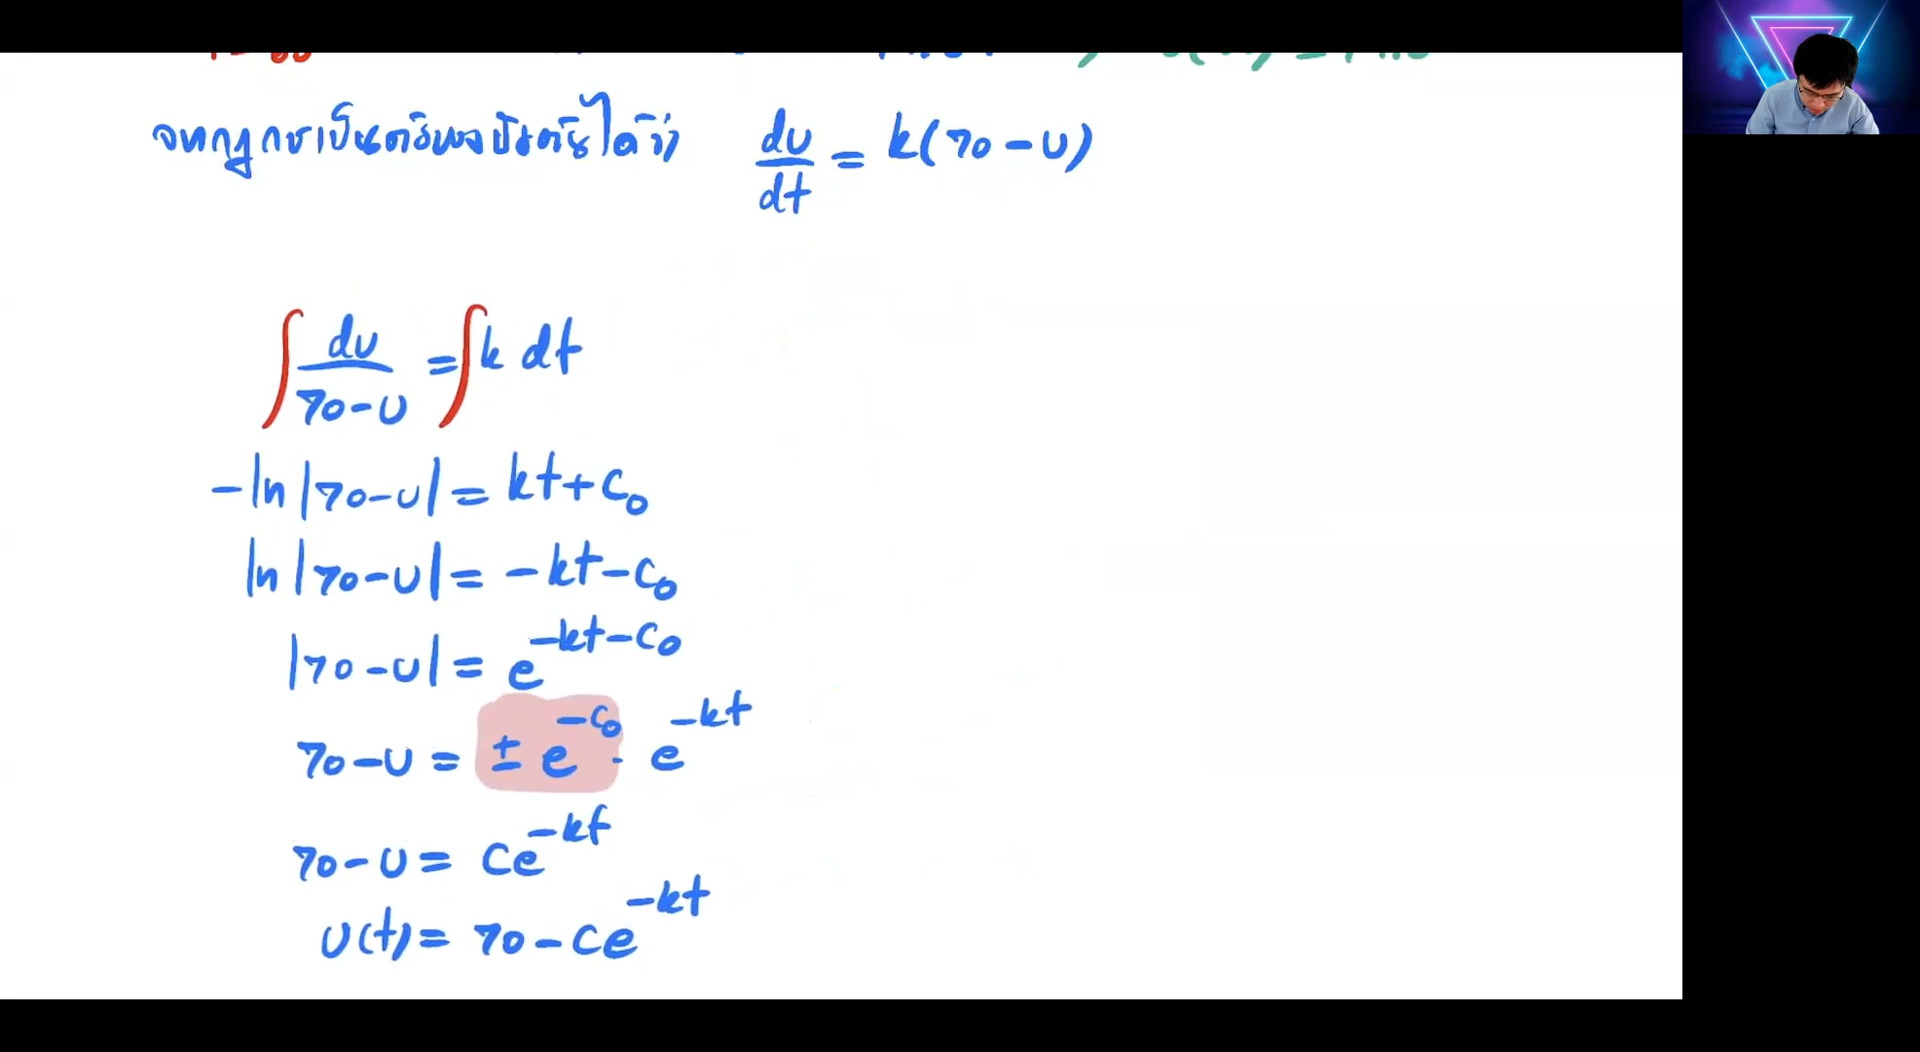 จากกฎการเย็นตัวของนิวตันได้ว่า du/dt = k(70-u)
∫ du/(70-u) = ∫ k dt
-ln|70-u| = kt+c₀
ln|70-u| = -kt-c₀
|70-u| = e^(-kt-c₀)
70-u = ± e^(-c₀) · e^(-kt)
70-u = ce^(-kt)
u(t) = 70-ce^(-kt)